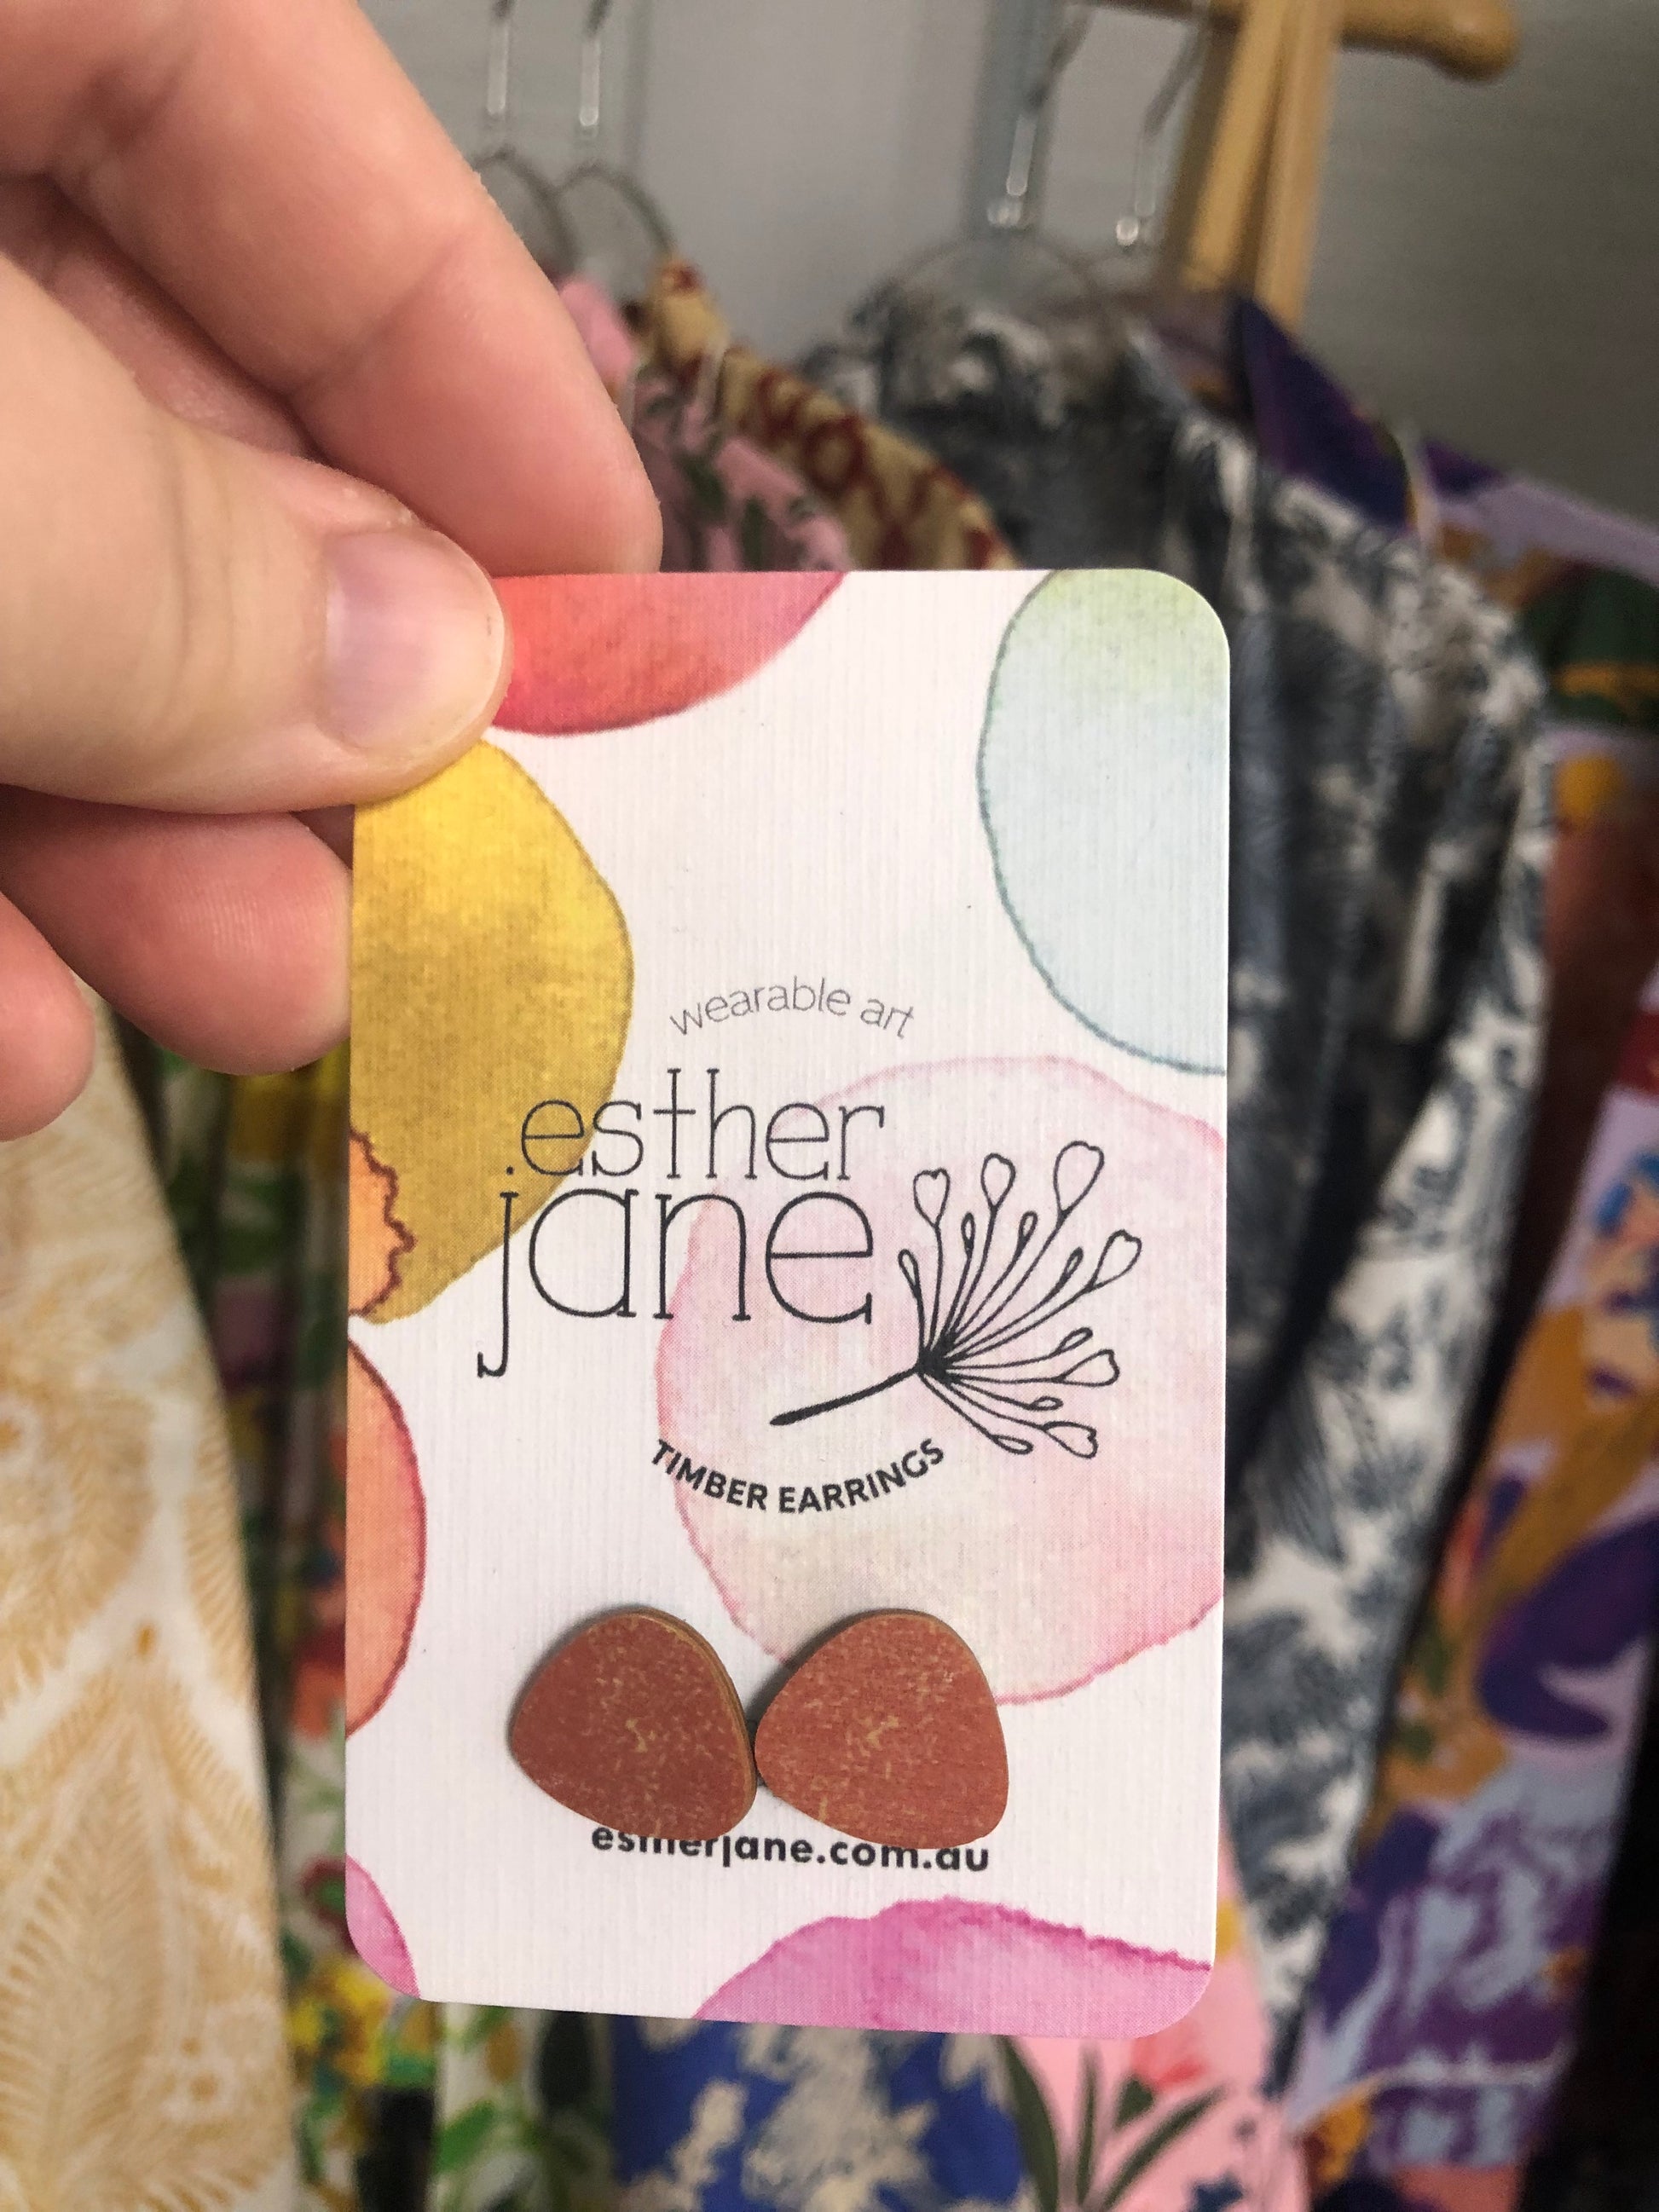 wearable art
esther
jane
TIMBER EARRINGS
estherjane.com.au